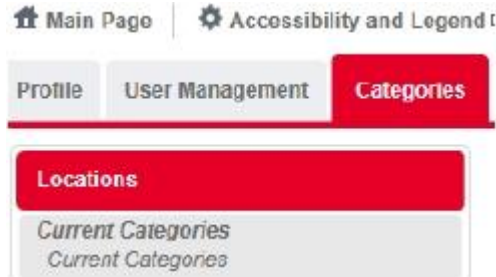 Main Page Accessibility and Legend
Profile User Management Categories
Locations
Current Categories
Current Categories